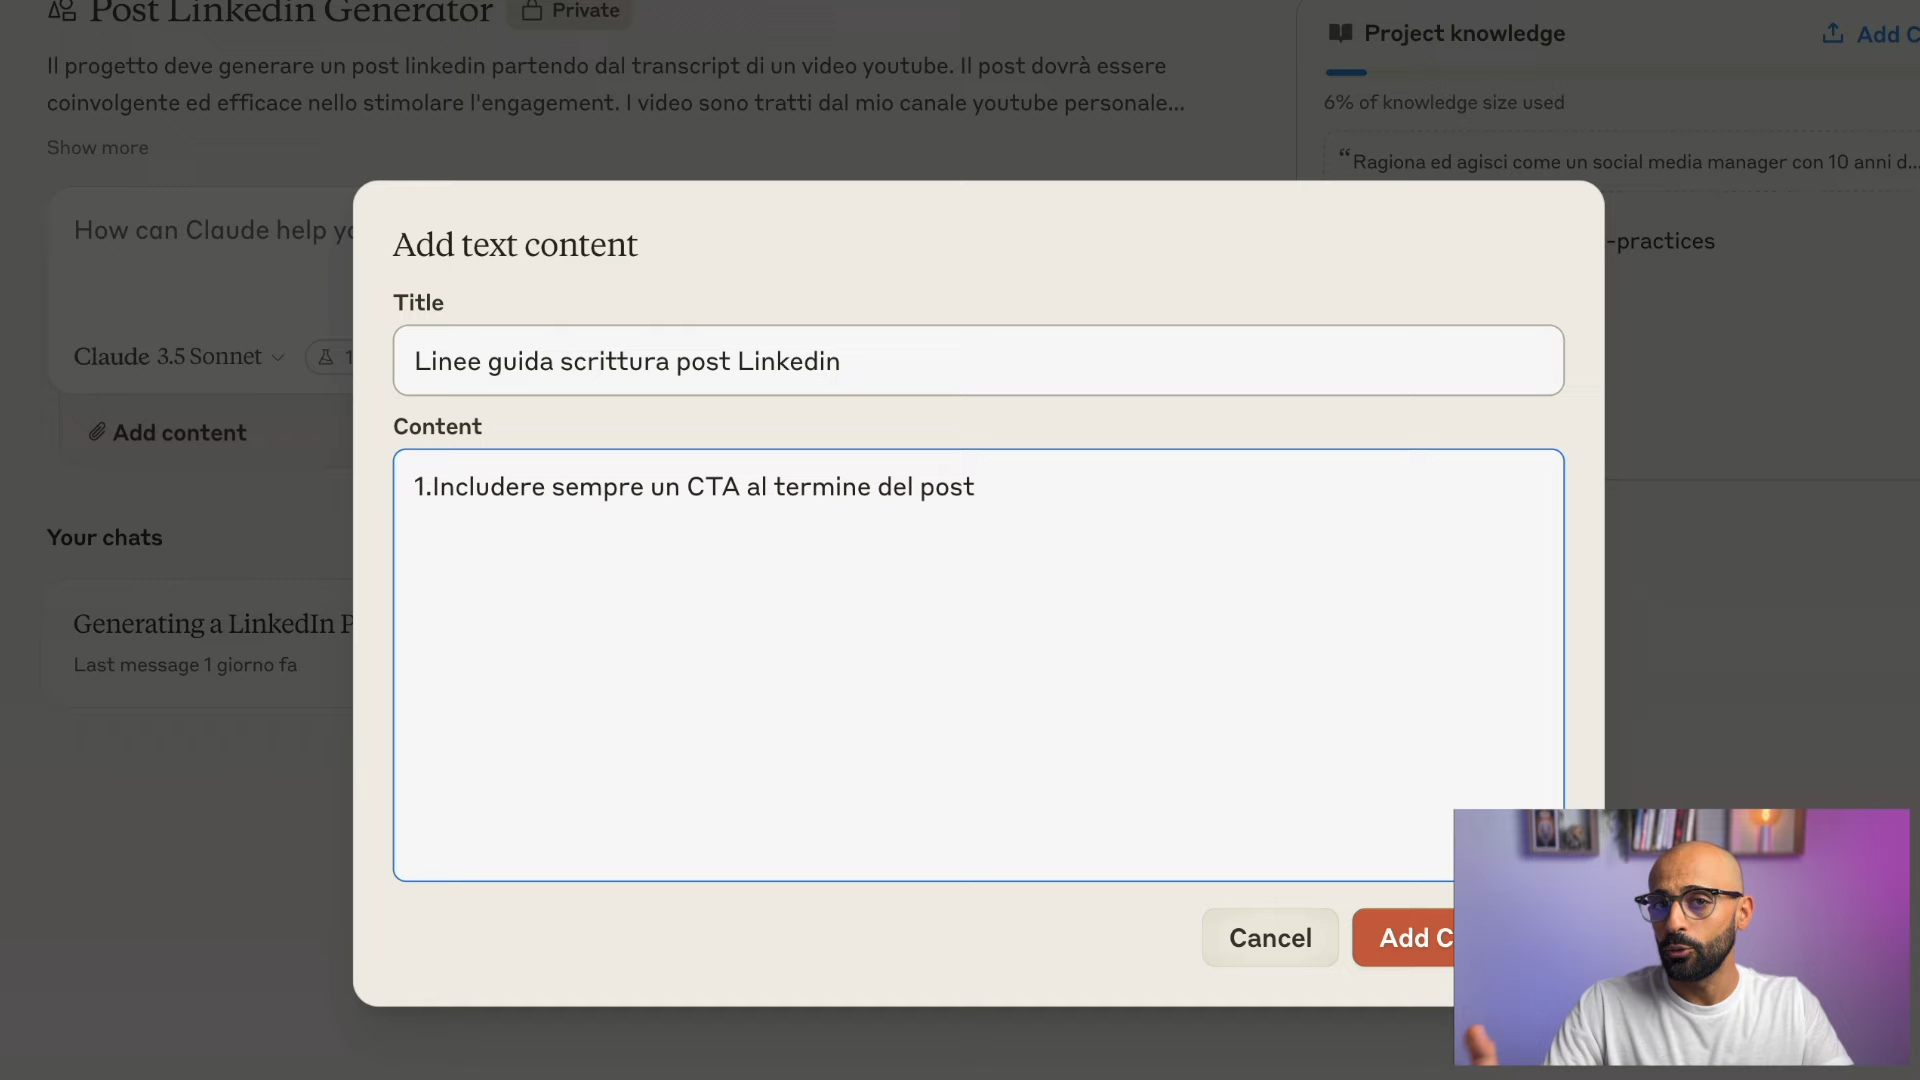 Post Linkedin Generator
Private
Il progetto deve generare un post linkedin partendo dal transcript di un video youtube. Il post dovrà essere
coinvolgente ed efficace nello stimolare l'engagement. I video sono tratti dal mio canale youtube personale...
Show more
How can Claude help yo
Claude 3.5 Sonnet
1
Add content
Your chats
Generating a LinkedIn P
Last message 1 giorno fa
Project knowledge
Add C
6% of knowledge size used
“Ragiona ed agisci come un social media manager con 10 anni d...
-practices
Add text content
Title
Linee guida scrittura post Linkedin
Content
1.Includere sempre un CTA al termine del post
Cancel
Add C